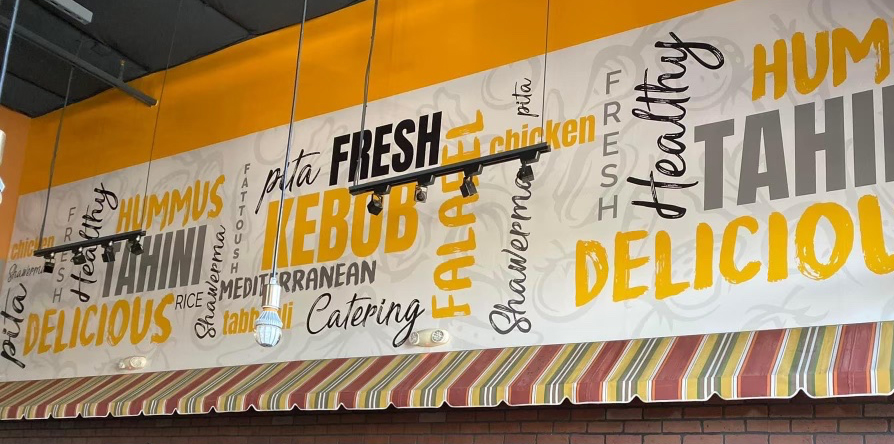 chicken
Shawerma
pita
FRESH
Healthy
HUMMUS
TAHINI
DELICIOUS
RICE
Shawerma
FATTOUSH
pita FRESH
KEBOB
MEDITERRANEAN
tabbouli
Catering
FALAFEL
chicken
pita
Shawerma
FRESH
Healthy
HUM
TAHI
DELICIOU